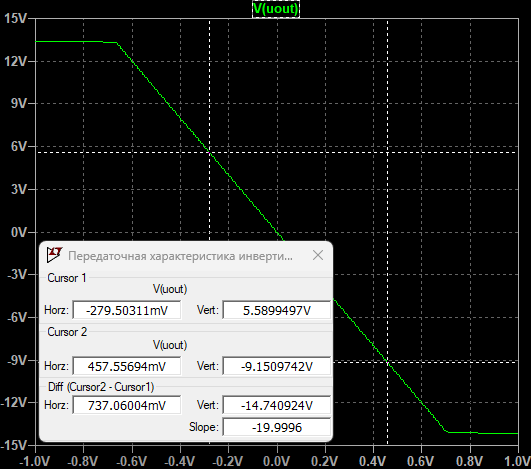 V(uout)
15V
12V
9V
6V
3V
0V
-3V
-6V
-9V
-12V
-15V
-1.0V -0.8V -0.6V -0.4V -0.2V 0.0V 0.2V 0.4V 0.6V 0.8V 1.0V
Передаточная характеристика инверти...
Cursor 1
V(uout)
Horz: -279.50311mV Vert: 5.5899497V
Cursor 2
V(uout)
Horz: 457.55694mV Vert: -9.1509742V
Diff (Cursor2 - Cursor1)
Horz: 737.06004mV Vert: -14.740924V
Slope: -19.9996